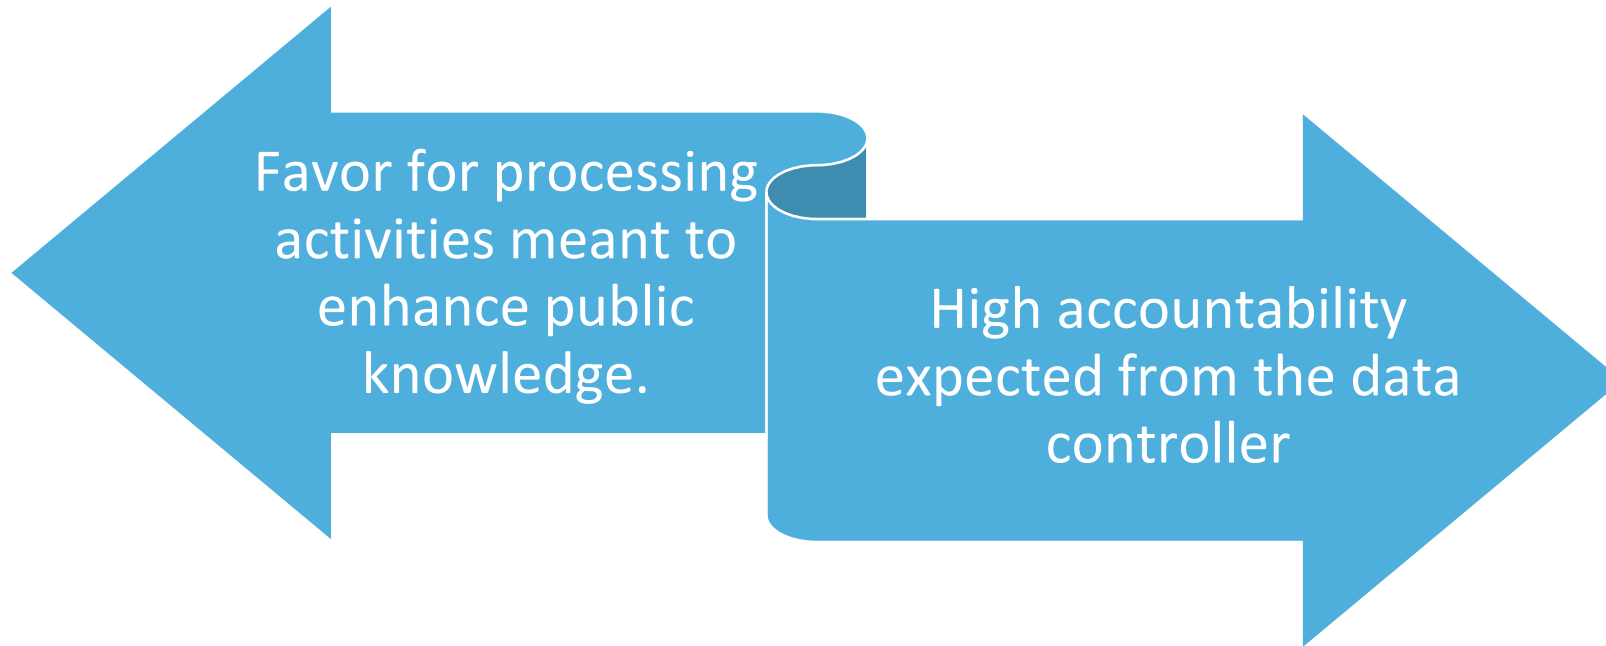 Favor for processing
activities meant to
enhance public
knowledge.
High accountability
expected from the data
controller